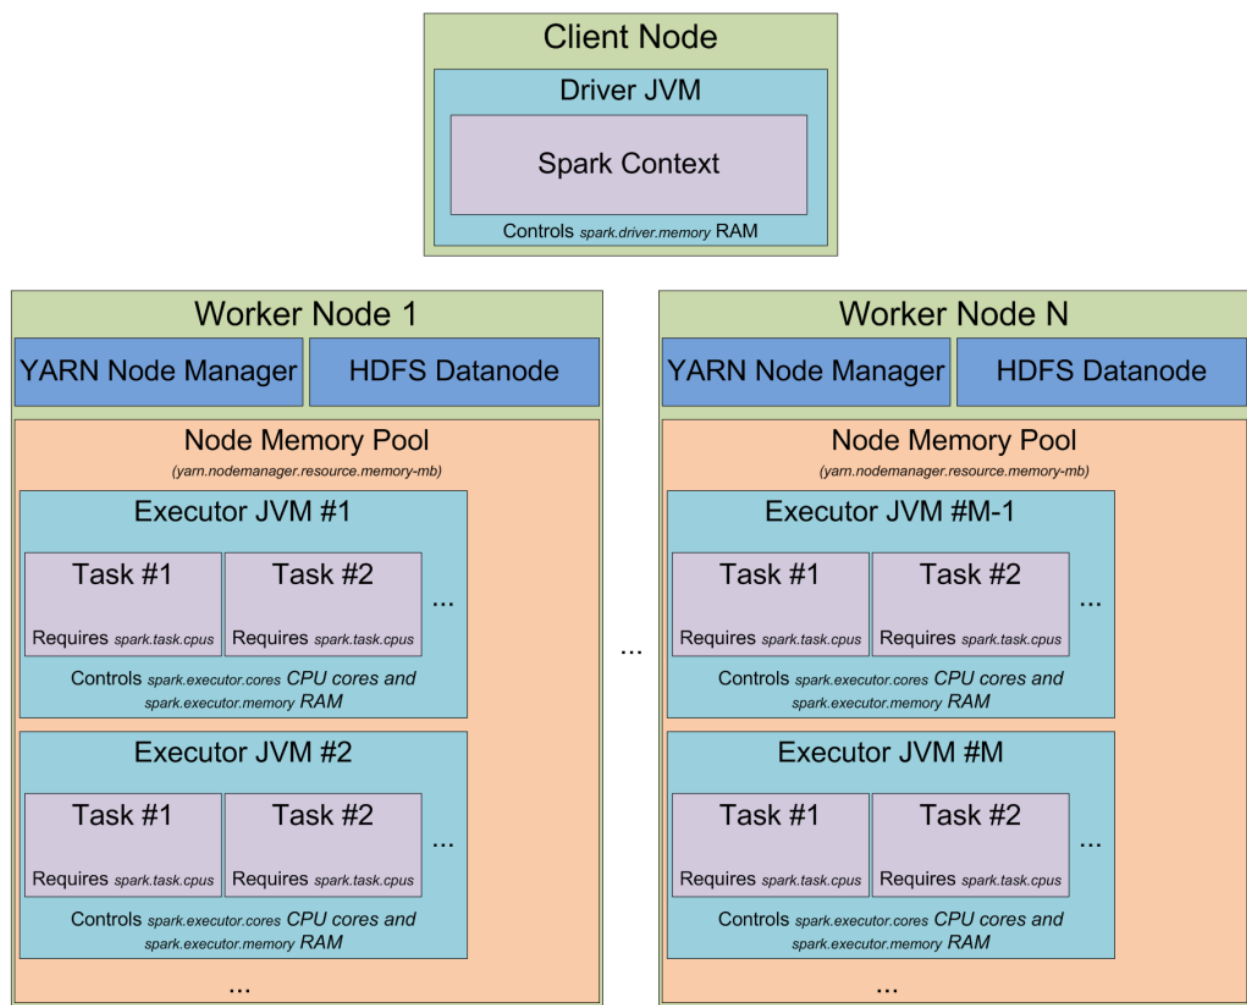 Client Node
Driver JVM
Spark Context
Controls spark.driver.memory RAM
Worker Node 1
YARN Node Manager
HDFS Datanode
Node Memory Pool
(yarn.nodemanager.resource.memory-mb)
Executor JVM #1
Task #1
Requires spark.task.cpus
Task #2
Requires spark.task.cpus
...
Controls spark.executor.cores CPU cores and
spark.executor.memory RAM
Executor JVM #2
Task #1
Requires spark.task.cpus
Task #2
Requires spark.task.cpus
...
Controls spark.executor.cores CPU cores and
spark.executor.memory RAM
...
...
Worker Node N
YARN Node Manager
HDFS Datanode
Node Memory Pool
(yarn.nodemanager.resource.memory-mb)
Executor JVM #M-1
Task #1
Requires spark.task.cpus
Task #2
Requires spark.task.cpus
...
Controls spark.executor.cores CPU cores and
spark.executor.memory RAM
Executor JVM #M
Task #1
Requires spark.task.cpus
Task #2
Requires spark.task.cpus
...
Controls spark.executor.cores CPU cores and
spark.executor.memory RAM
...